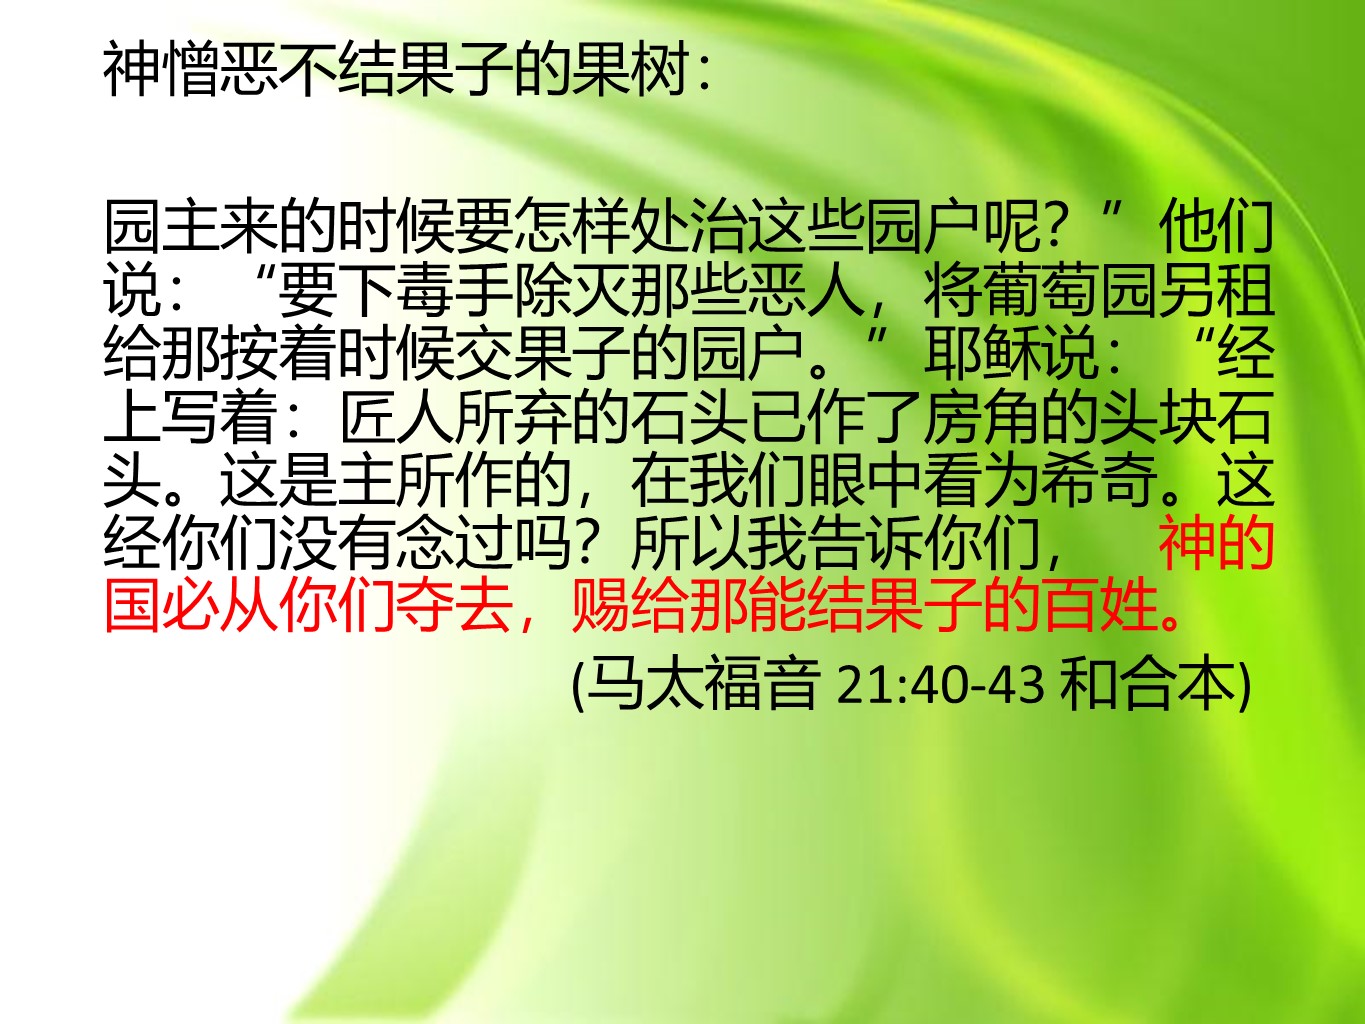 神憎恶不结果子的果树：
园主来的时候要怎样处治这些园户呢？”他们
说：“要下毒手除灭那些恶人，将葡萄园另租
给那按着时候交果子的园户。”耶稣说：“经
上写着：匠人所弃的石头已作了房角的头块石
头。这是主所作的，在我们眼中看为希奇。这
经你们没有念过吗？所以我告诉你们，　神的
国必从你们夺去，赐给那能结果子的百姓。
(马太福音 21:40-43 和合本)